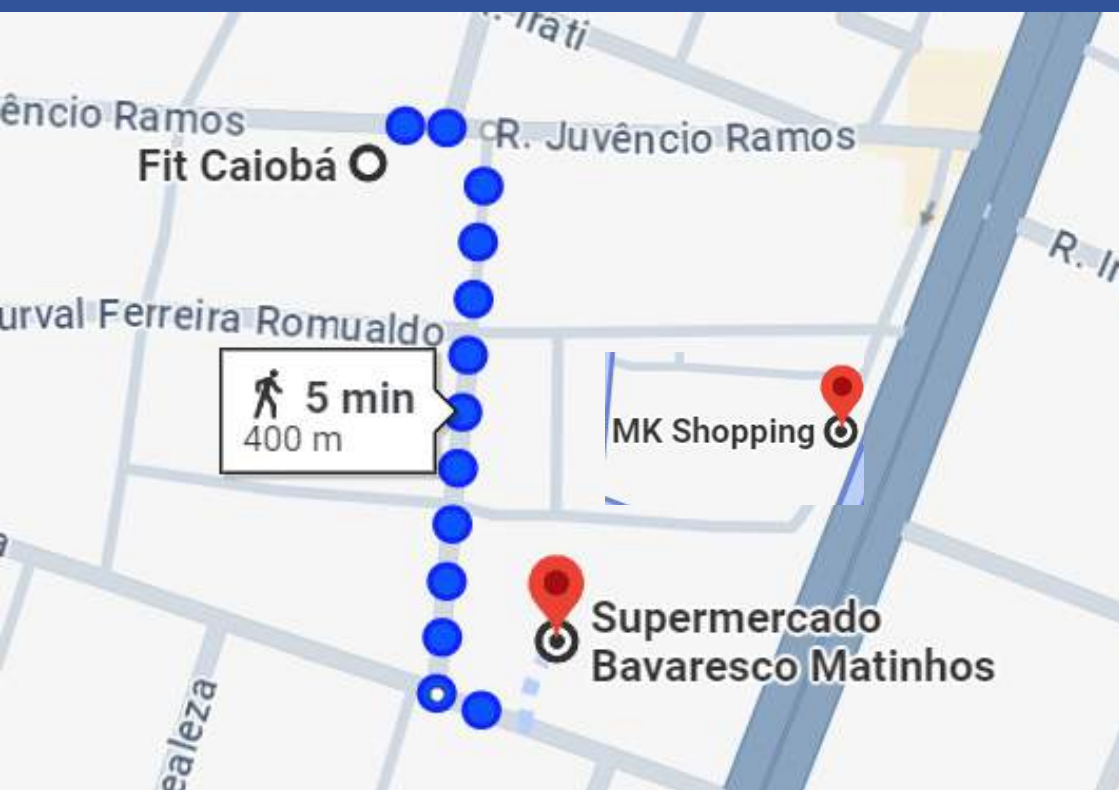 . Irati
êncio Ramos
R. Juvêncio Ramos
Fit Caiobá
R. Ir
urval Ferreira Romualdo
5 min
400 m
MK Shopping
a
Supermercado
Bavaresco Matinhos
ealeza